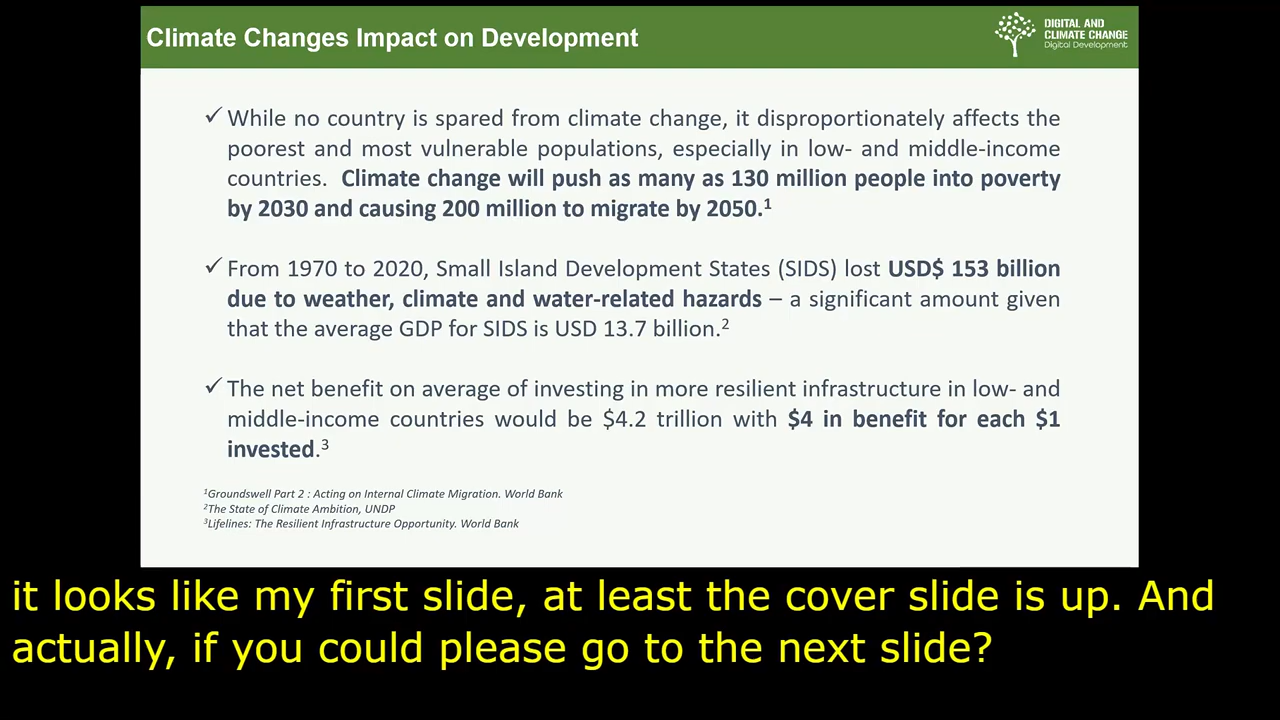 Climate Changes Impact on Development
DIGITAL AND
CLIMATE CHANGE
Digital Development
✓ While no country is spared from climate change, it disproportionately affects the
poorest and most vulnerable populations, especially in low- and middle-income
countries. Climate change will push as many as 130 million people into poverty
by 2030 and causing 200 million to migrate by 2050.¹
✓ From 1970 to 2020, Small Island Development States (SIDS) lost USD$ 153 billion
due to weather, climate and water-related hazards – a significant amount given
that the average GDP for SIDS is USD 13.7 billion.²
✓ The net benefit on average of investing in more resilient infrastructure in low- and
middle-income countries would be $4.2 trillion with $4 in benefit for each $1
invested.³
¹Groundswell Part 2 : Acting on Internal Climate Migration. World Bank
²The State of Climate Ambition, UNDP
³Lifelines: The Resilient Infrastructure Opportunity. World Bank
it looks like my first slide, at least the cover slide is up. And
actually, if you could please go to the next slide?